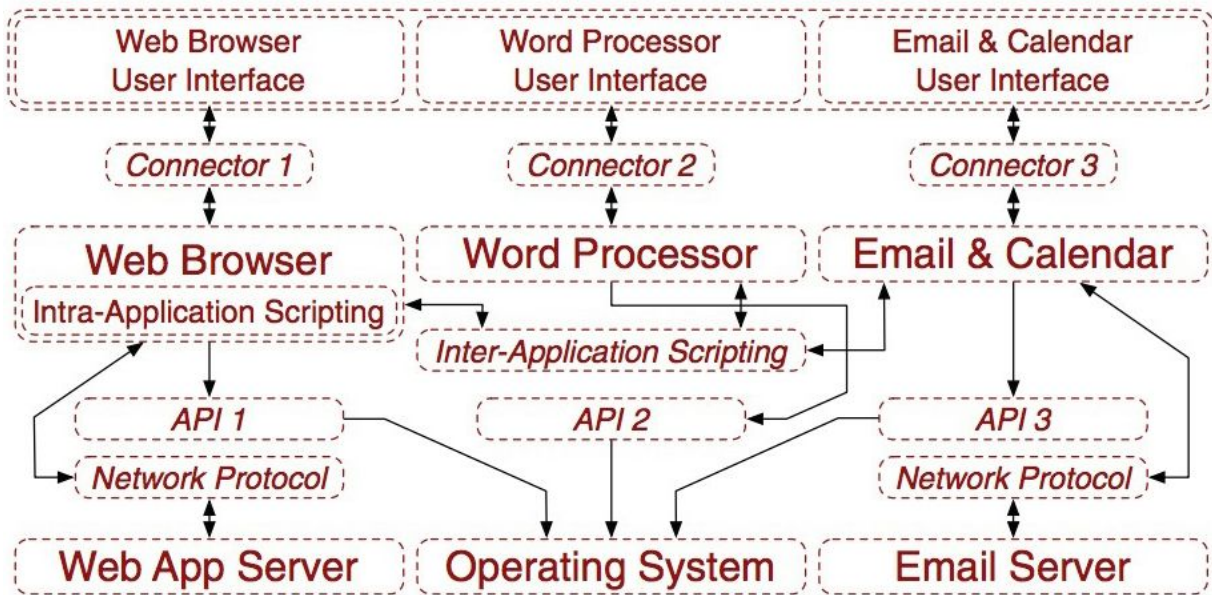 Web Browser
User Interface
Word Processor
User Interface
Email & Calendar
User Interface
Connector 1
Connector 2
Connector 3
Web Browser
Intra-Application Scripting
Word Processor
Email & Calendar
Inter-Application Scripting
API 1
API 2
API 3
Network Protocol
Network Protocol
Web App Server
Operating System
Email Server